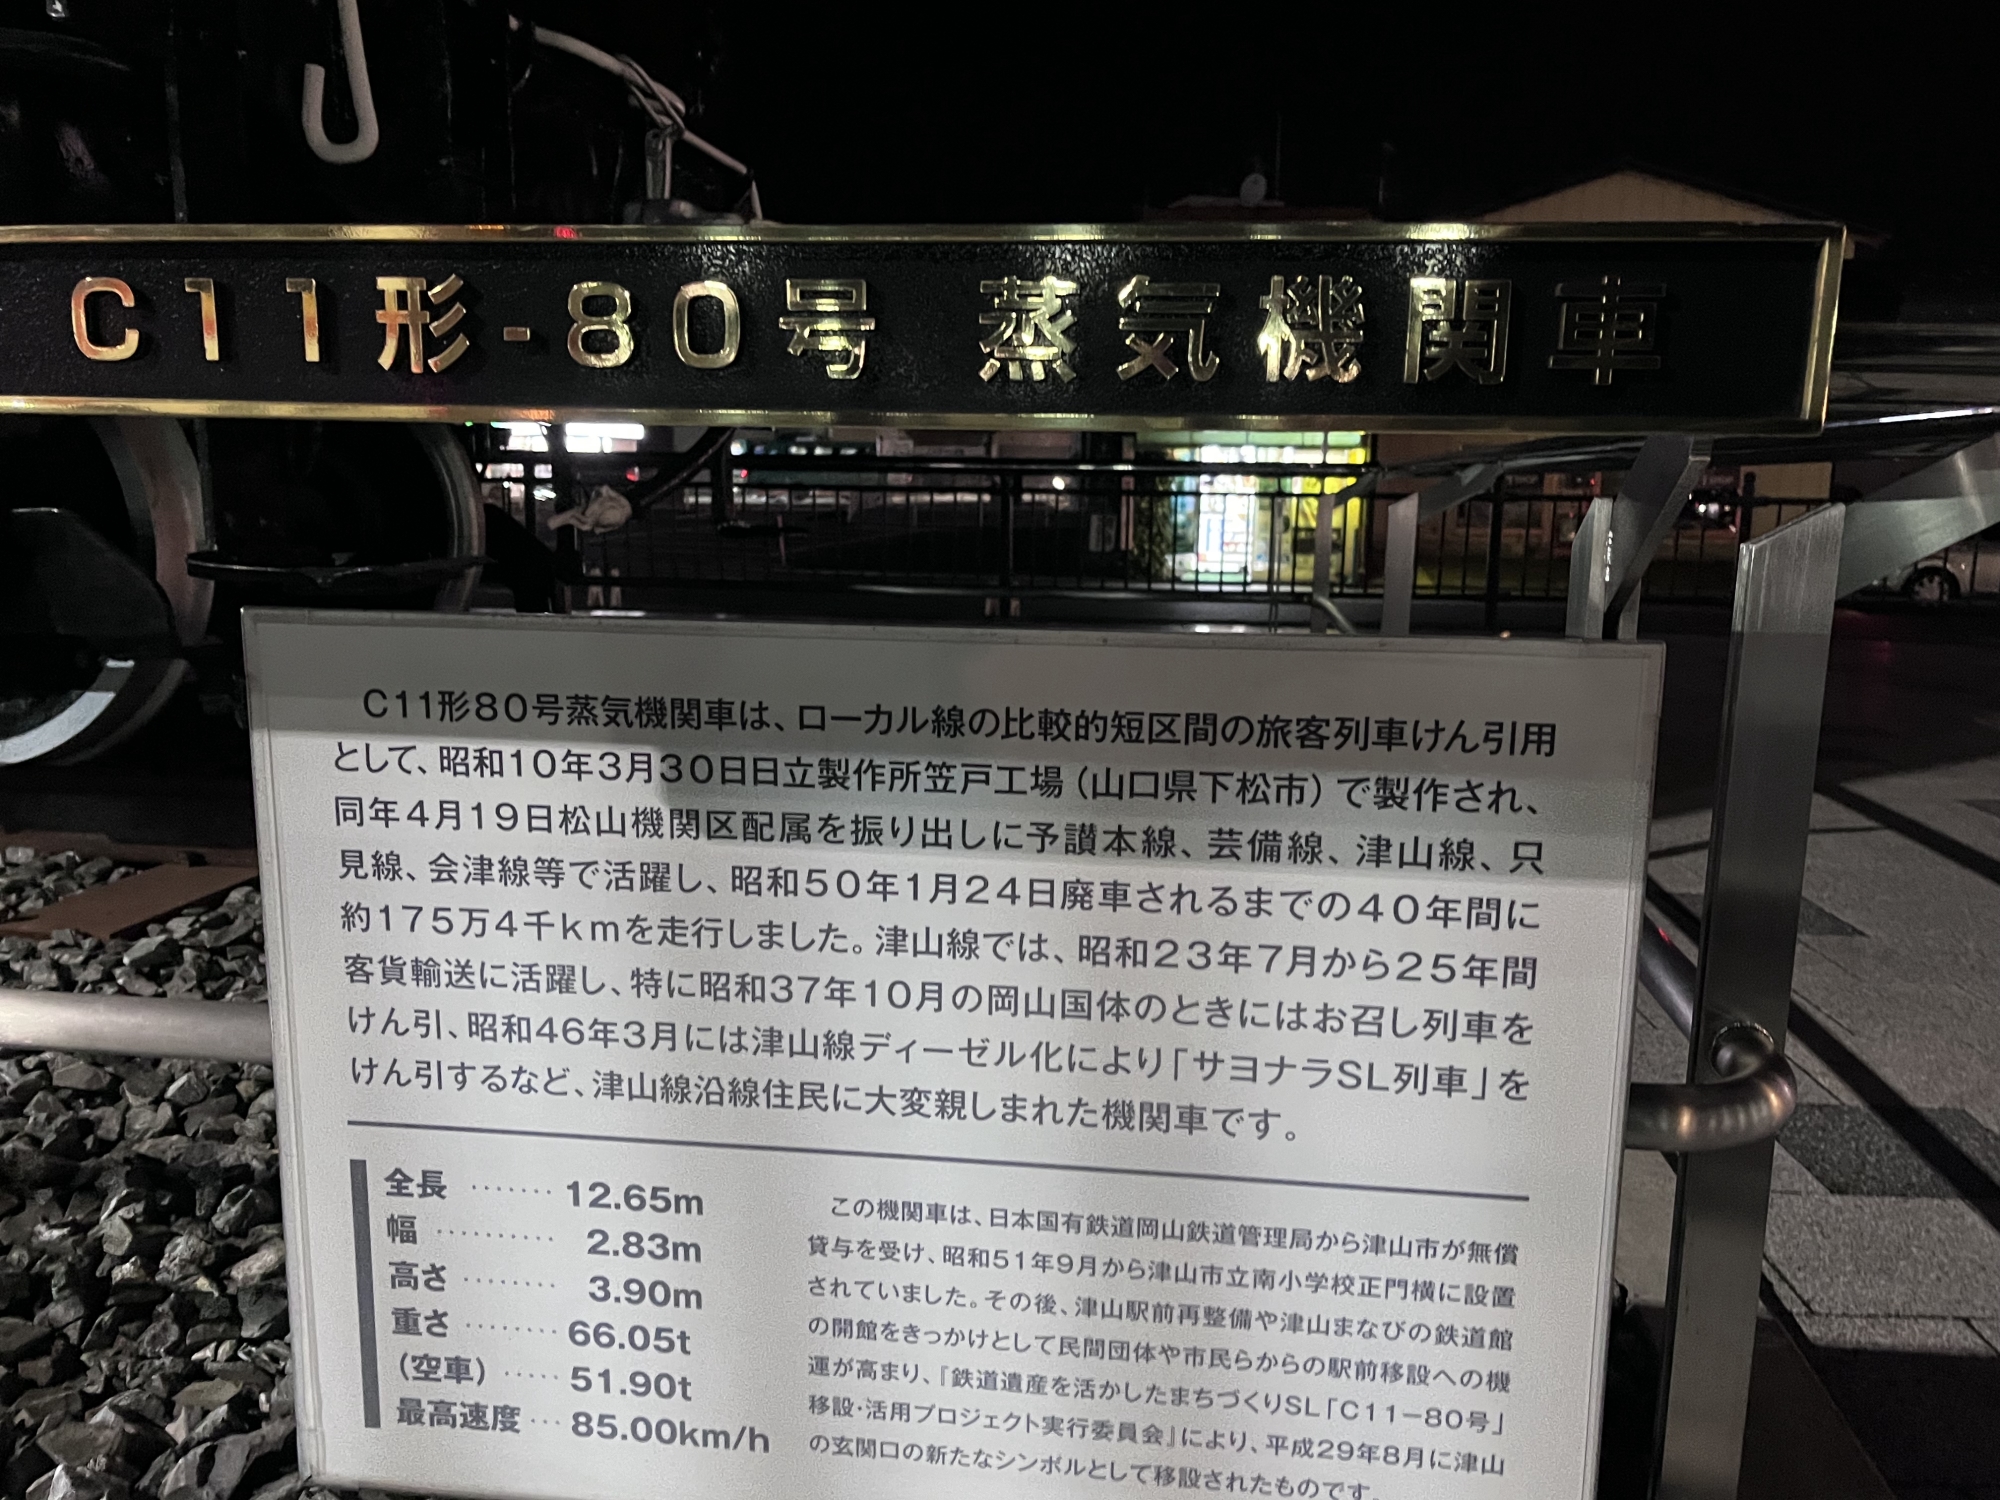 C11形-80号 蒸気機関車
C11形80号蒸気機関車は、ローカル線の比較的短区間の旅客列車けん引用
として、昭和10年3月30日日立製作所笠戸工場（山口県下松市）で製作され、
同年4月19日松山機関区配属を振り出しに予讃本線、芸備線、津山線、只
見線、会津線等で活躍し、昭和50年1月24日廃車されるまでの40年間に
約175万4千kmを走行しました。津山線では、昭和23年7月から25年間
客貨輸送に活躍し、特に昭和37年10月の岡山国体のときにはお召し列車を
けん引、昭和46年3月には津山線ディーゼル化により「サヨナラSL列車」を
けん引するなど、津山線沿線住民に大変親しまれた機関車です。
全長 ······· 12.65m
幅 ·········· 2.83m
高さ ········ 3.90m
重さ ········ 66.05t
（空車） ····· 51.90t
最高速度 ··· 85.00km/h
この機関車は、日本国有鉄道岡山鉄道管理局から津山市が無償
貸与を受け、昭和51年9月から津山市立南小学校正門横に設置
されていました。その後、津山駅前再整備や津山まなびの鉄道館
の開館をきっかけとして民間団体や市民らからの駅前移設への機
運が高まり、『鉄道遺産を活かしたまちづくりSL「C11－80号」
移設・活用プロジェクト実行委員会』により、平成29年8月に津山
の玄関口の新たなシンボルとして移設されたものです。